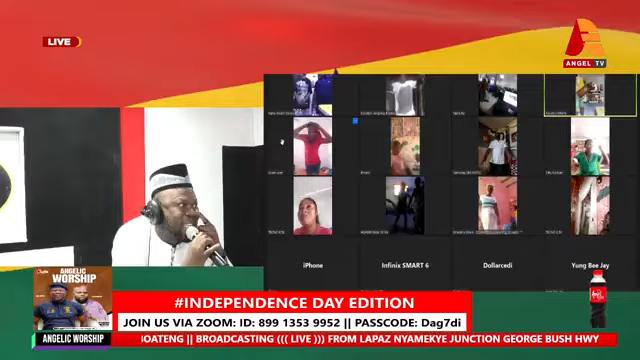 LIVE
ANGEL TV
iPhone
Infinix SMART 6
Dollarcedi
Yung Bee Jay
ANGELIC
WORSHIP
#INDEPENDENCE DAY EDITION
JOIN US VIA ZOOM: ID: 899 1353 9952 || PASSCODE: Dag7di
ANGELIC WORSHIP
BOATENG || BROADCASTING ((( LIVE ))) FROM LAPAZ NYAMEKYE JUNCTION GEORGE BUSH HWY